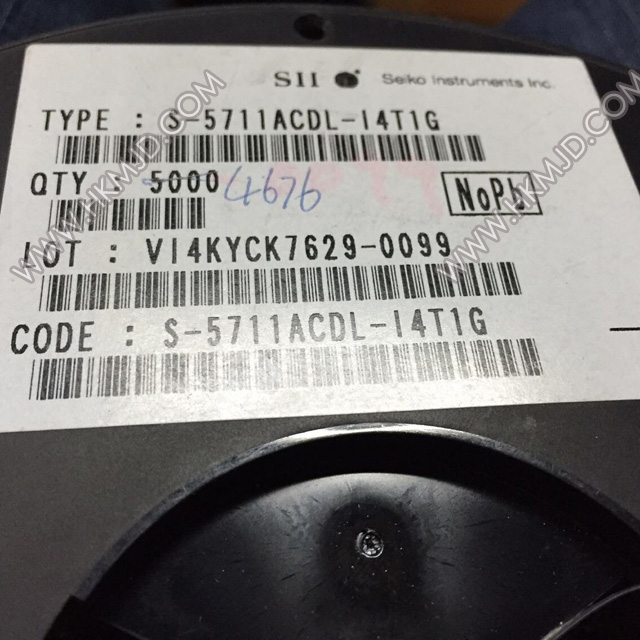 SII Seiko Instruments Inc.
TYPE : S-5711ACDL-I4T1G
QTY 5000 4676
NoPb
LOT : VI4KYCK7629-0099
CODE : S-5711ACDL-I4T1G
WWW.HKMJD.COM
WWW.HKMJD.COM